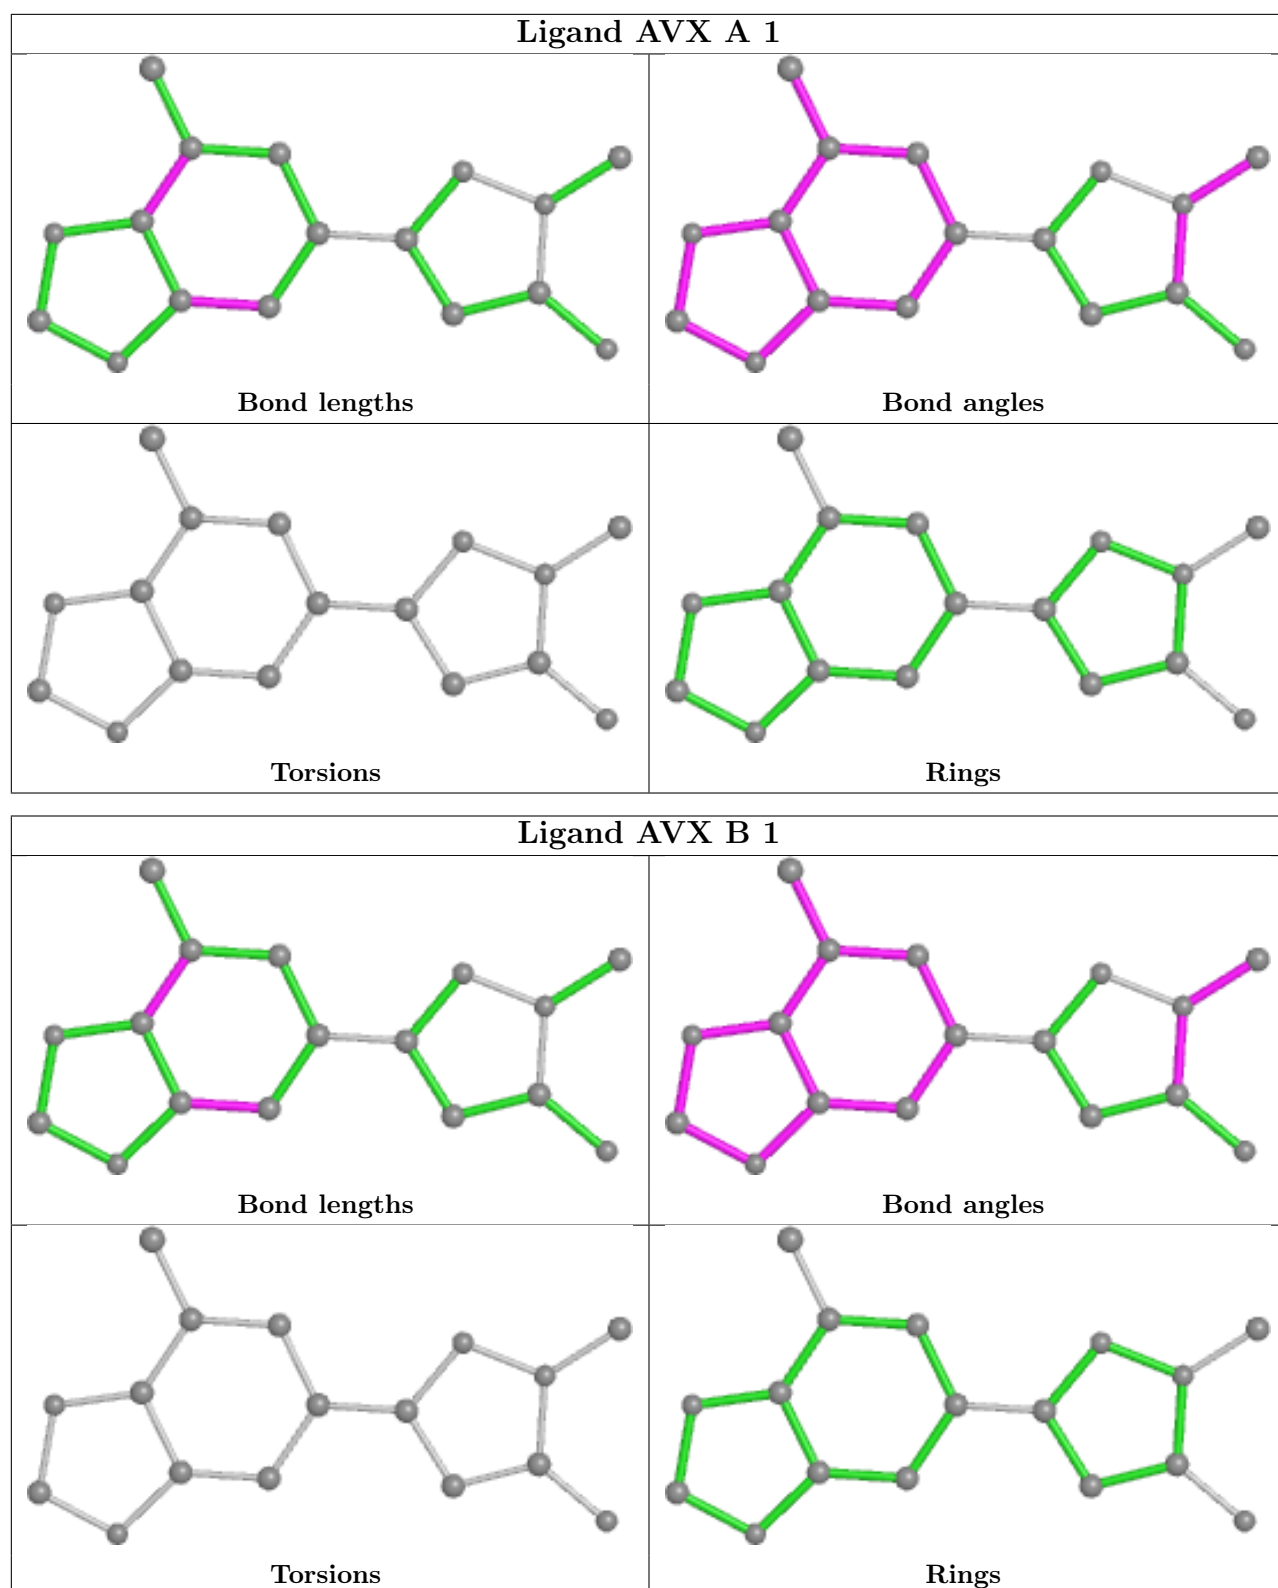 Ligand AVX A 1
Bond lengths
Bond angles
Torsions
Rings
Ligand AVX B 1
Bond lengths
Bond angles
Torsions
Rings